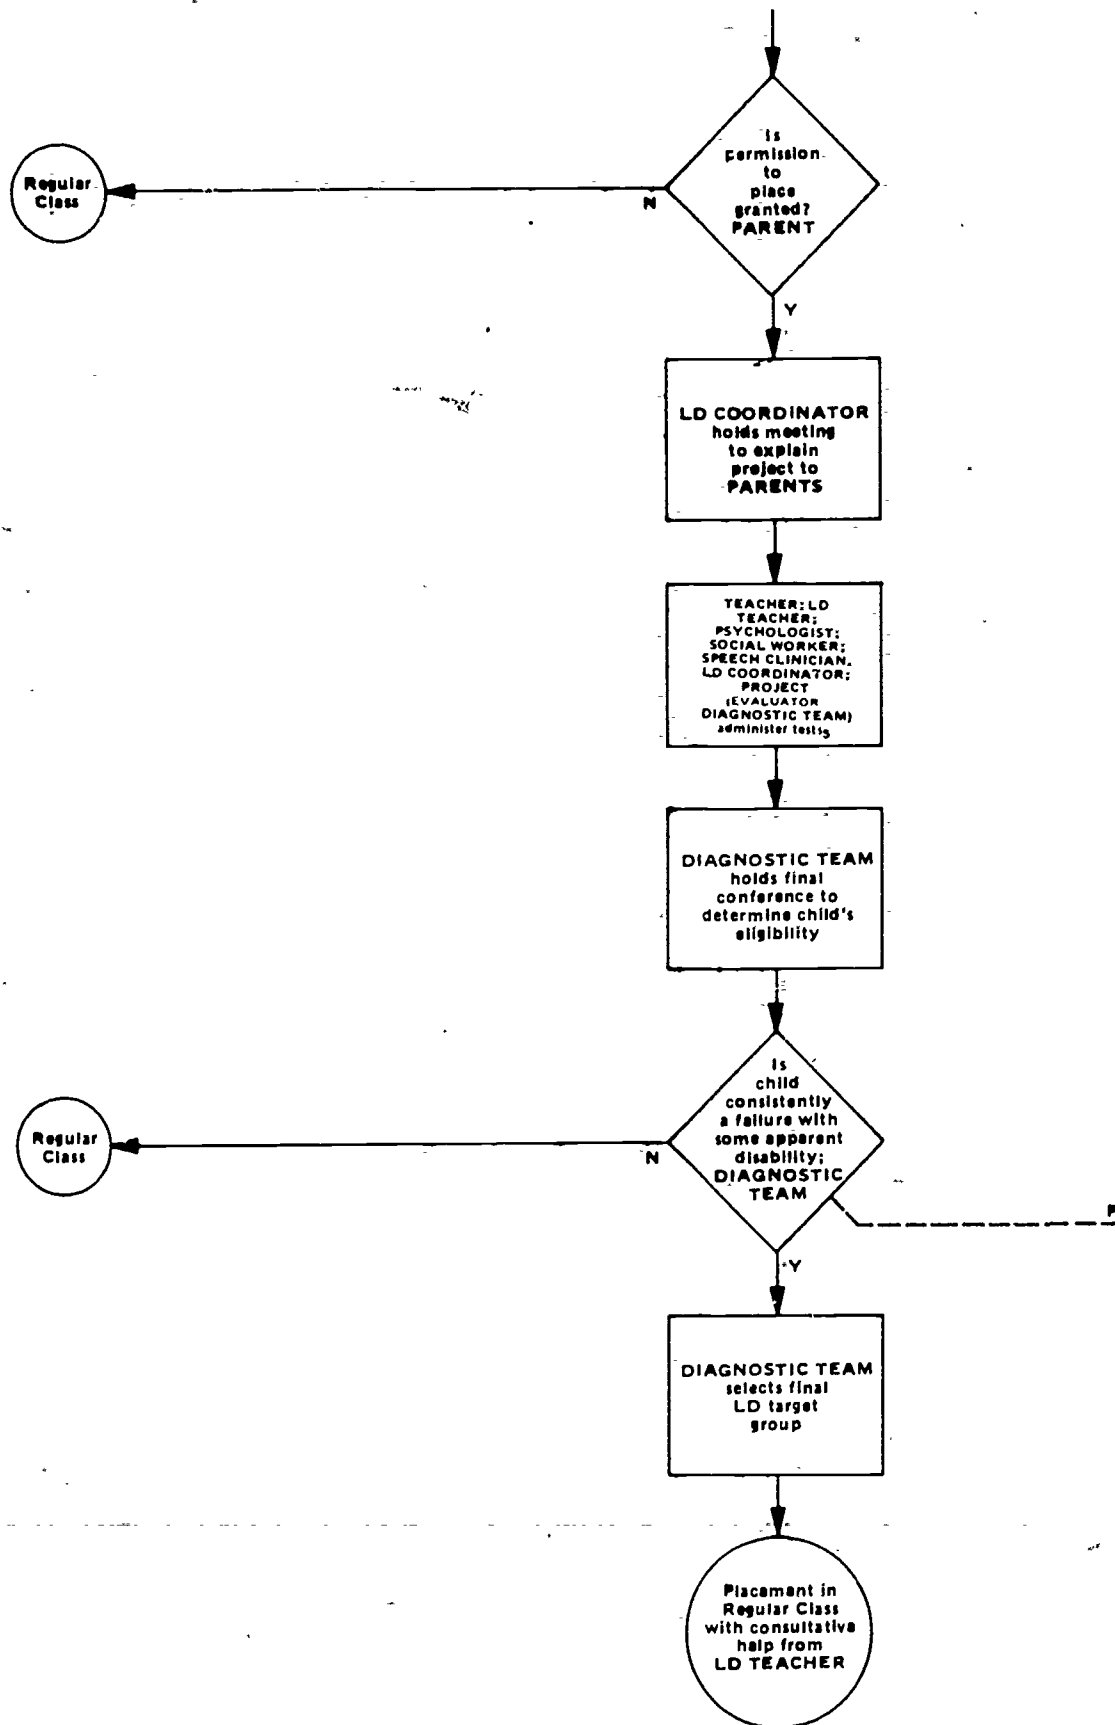 Is
permission
to
place
granted?
PARENT
N
Regular
Class
Y
LD COORDINATOR
holds meeting
to explain
project to
PARENTS
TEACHER; LD
TEACHER;
PSYCHOLOGIST;
SOCIAL WORKER;
SPEECH CLINICIAN.
LD COORDINATOR;
PROJECT
(EVALUATOR
DIAGNOSTIC TEAM)
administer tests5
DIAGNOSTIC TEAM
holds final
conference to
determine child's
eligibility
Is
child
consistently
a failure with
some apparent
disability;
DIAGNOSTIC
TEAM
N
Regular
Class
Y
DIAGNOSTIC TEAM
selects final
LD target
group
Placement in
Regular Class
with consultative
help from
LD TEACHER